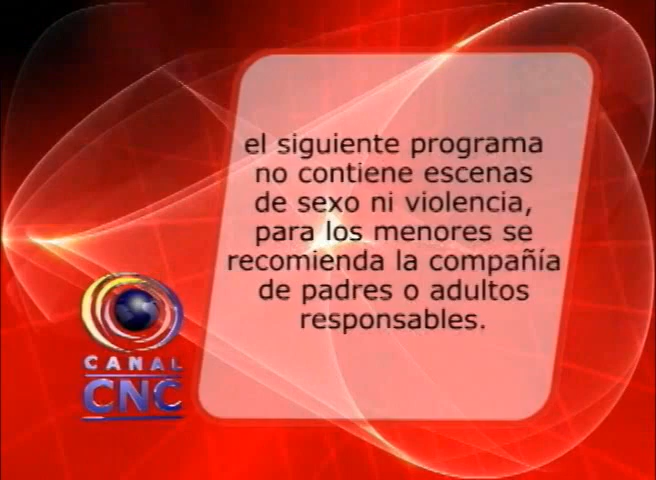 el siguiente programa
no contiene escenas
de sexo ni violencia,
para los menores se
recomienda la compañía
de padres o adultos
responsables.
CANAL
CNC